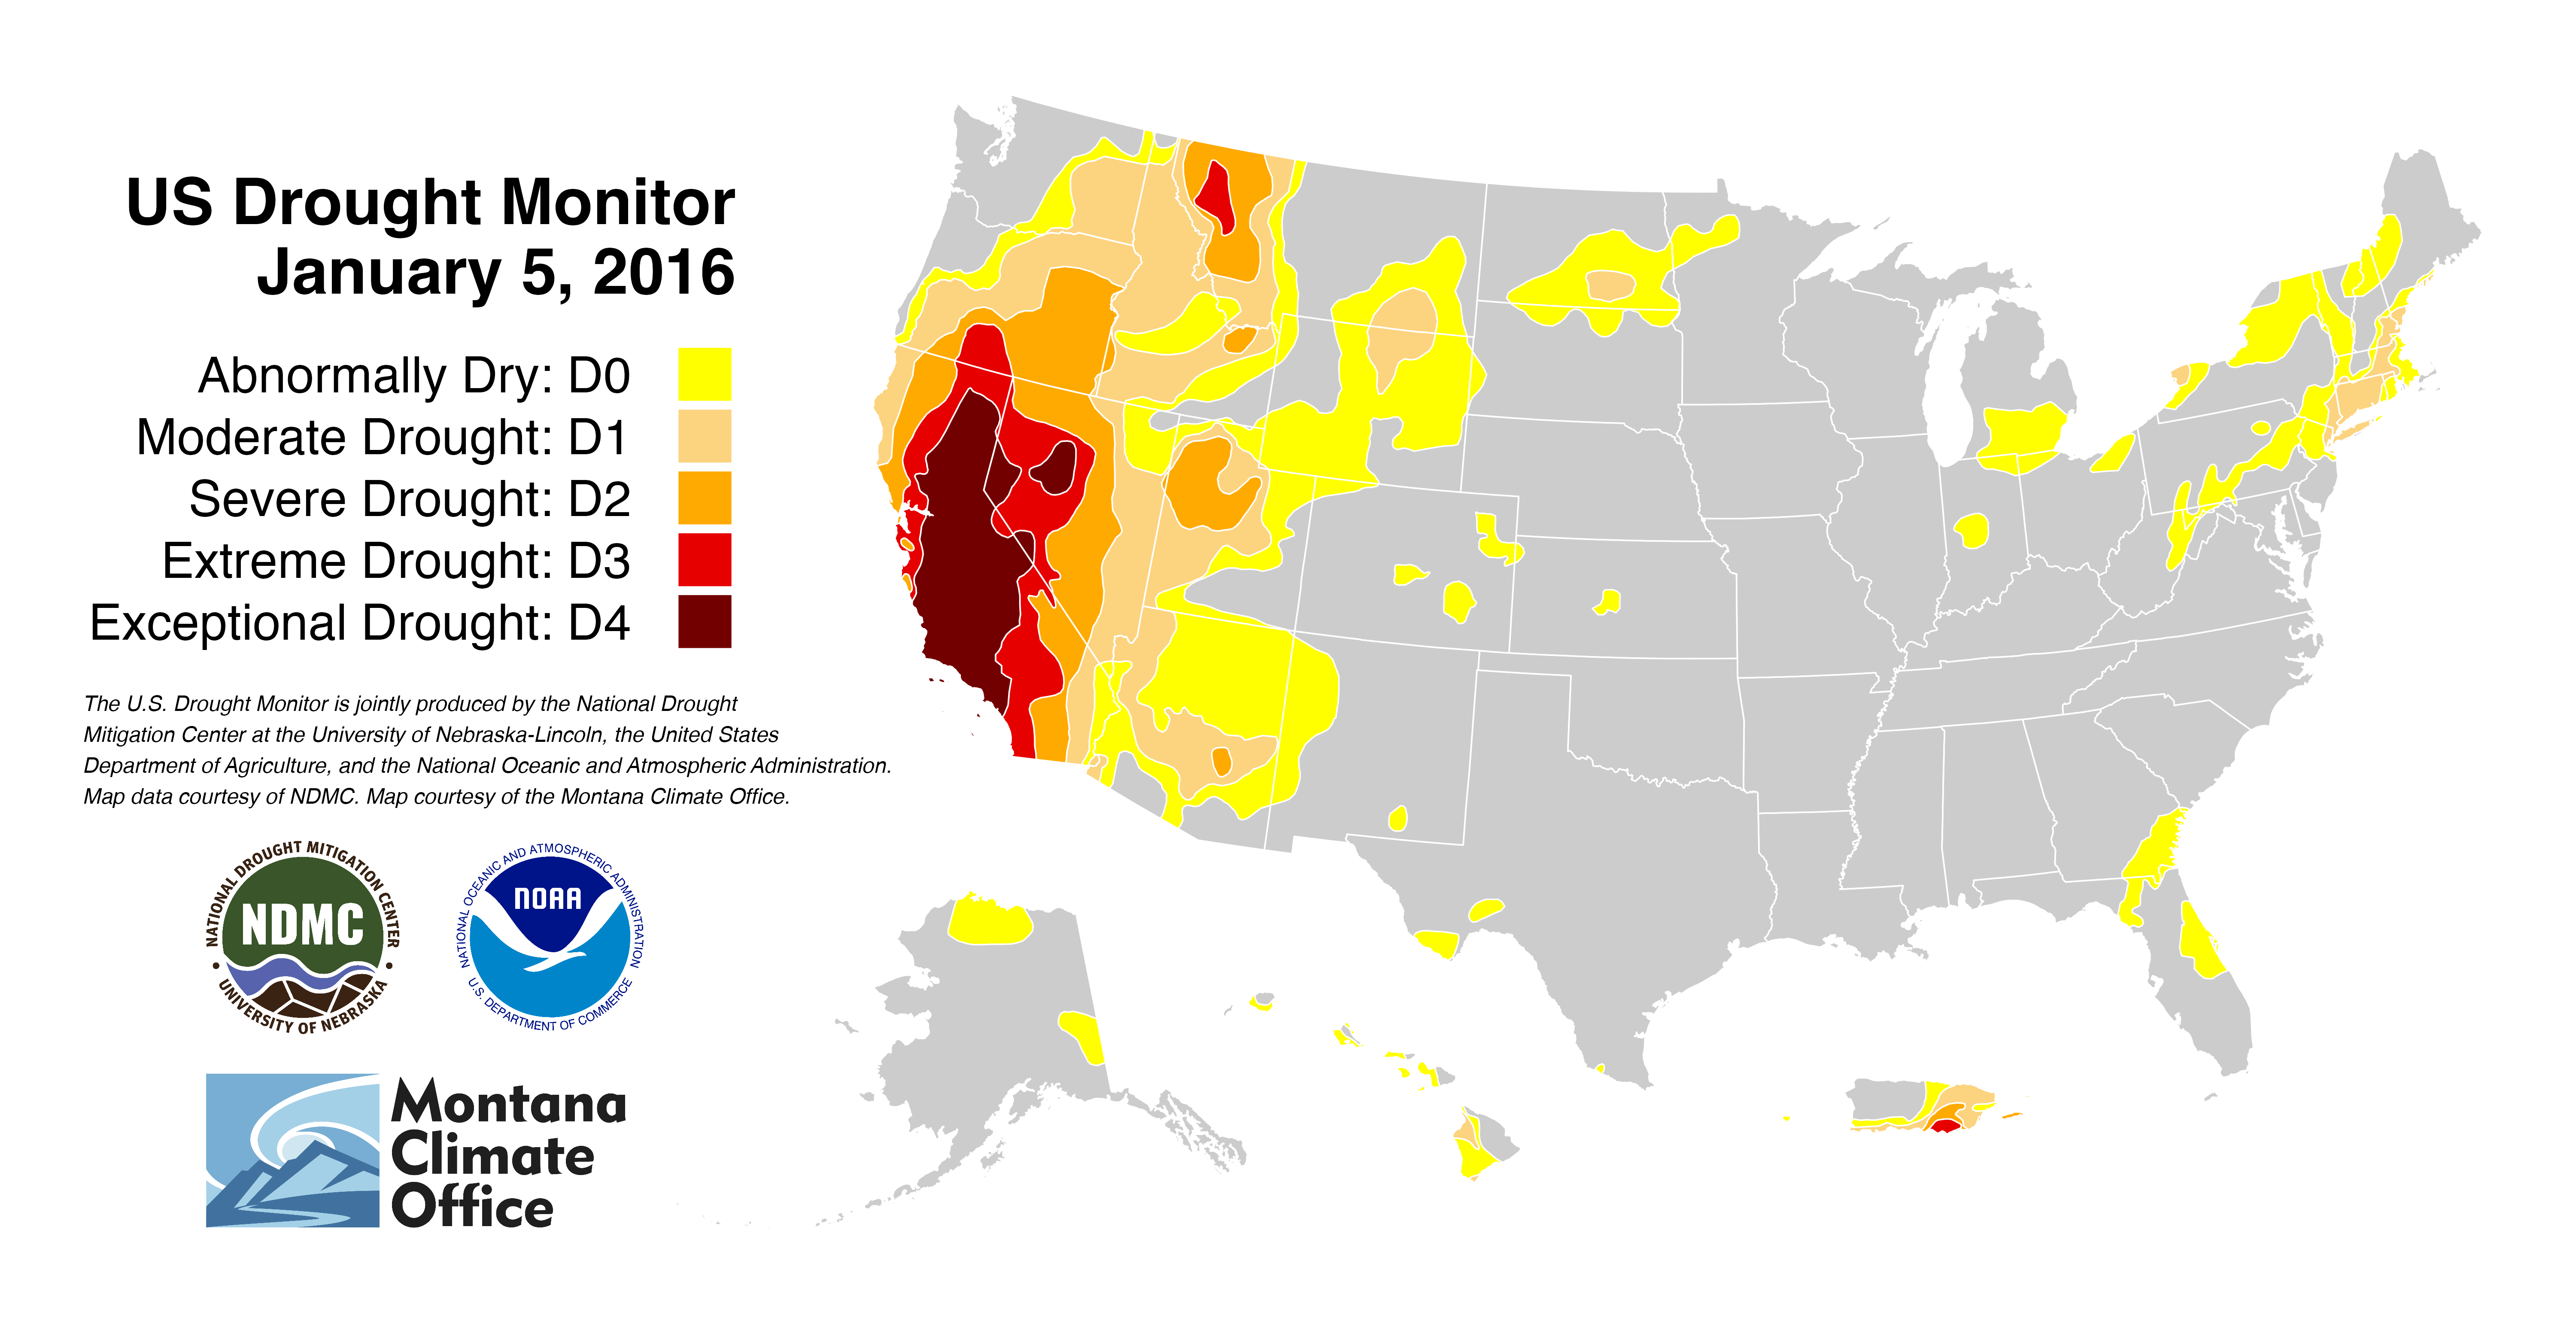 US Drought Monitor
January 5, 2016
Abnormally Dry: D0
Moderate Drought: D1
Severe Drought: D2
Extreme Drought: D3
Exceptional Drought: D4
The U.S. Drought Monitor is jointly produced by the National Drought
Mitigation Center at the University of Nebraska-Lincoln, the United States
Department of Agriculture, and the National Oceanic and Atmospheric Administration.
Map data courtesy of NDMC. Map courtesy of the Montana Climate Office.
NATIONAL DROUGHT MITIGATION CENTER
NDMC
• UNIVERSITY OF NEBRASKA •
NATIONAL OCEANIC AND ATMOSPHERIC ADMINISTRATION
NOAA
U.S. DEPARTMENT OF COMMERCE
Montana
Climate
Office